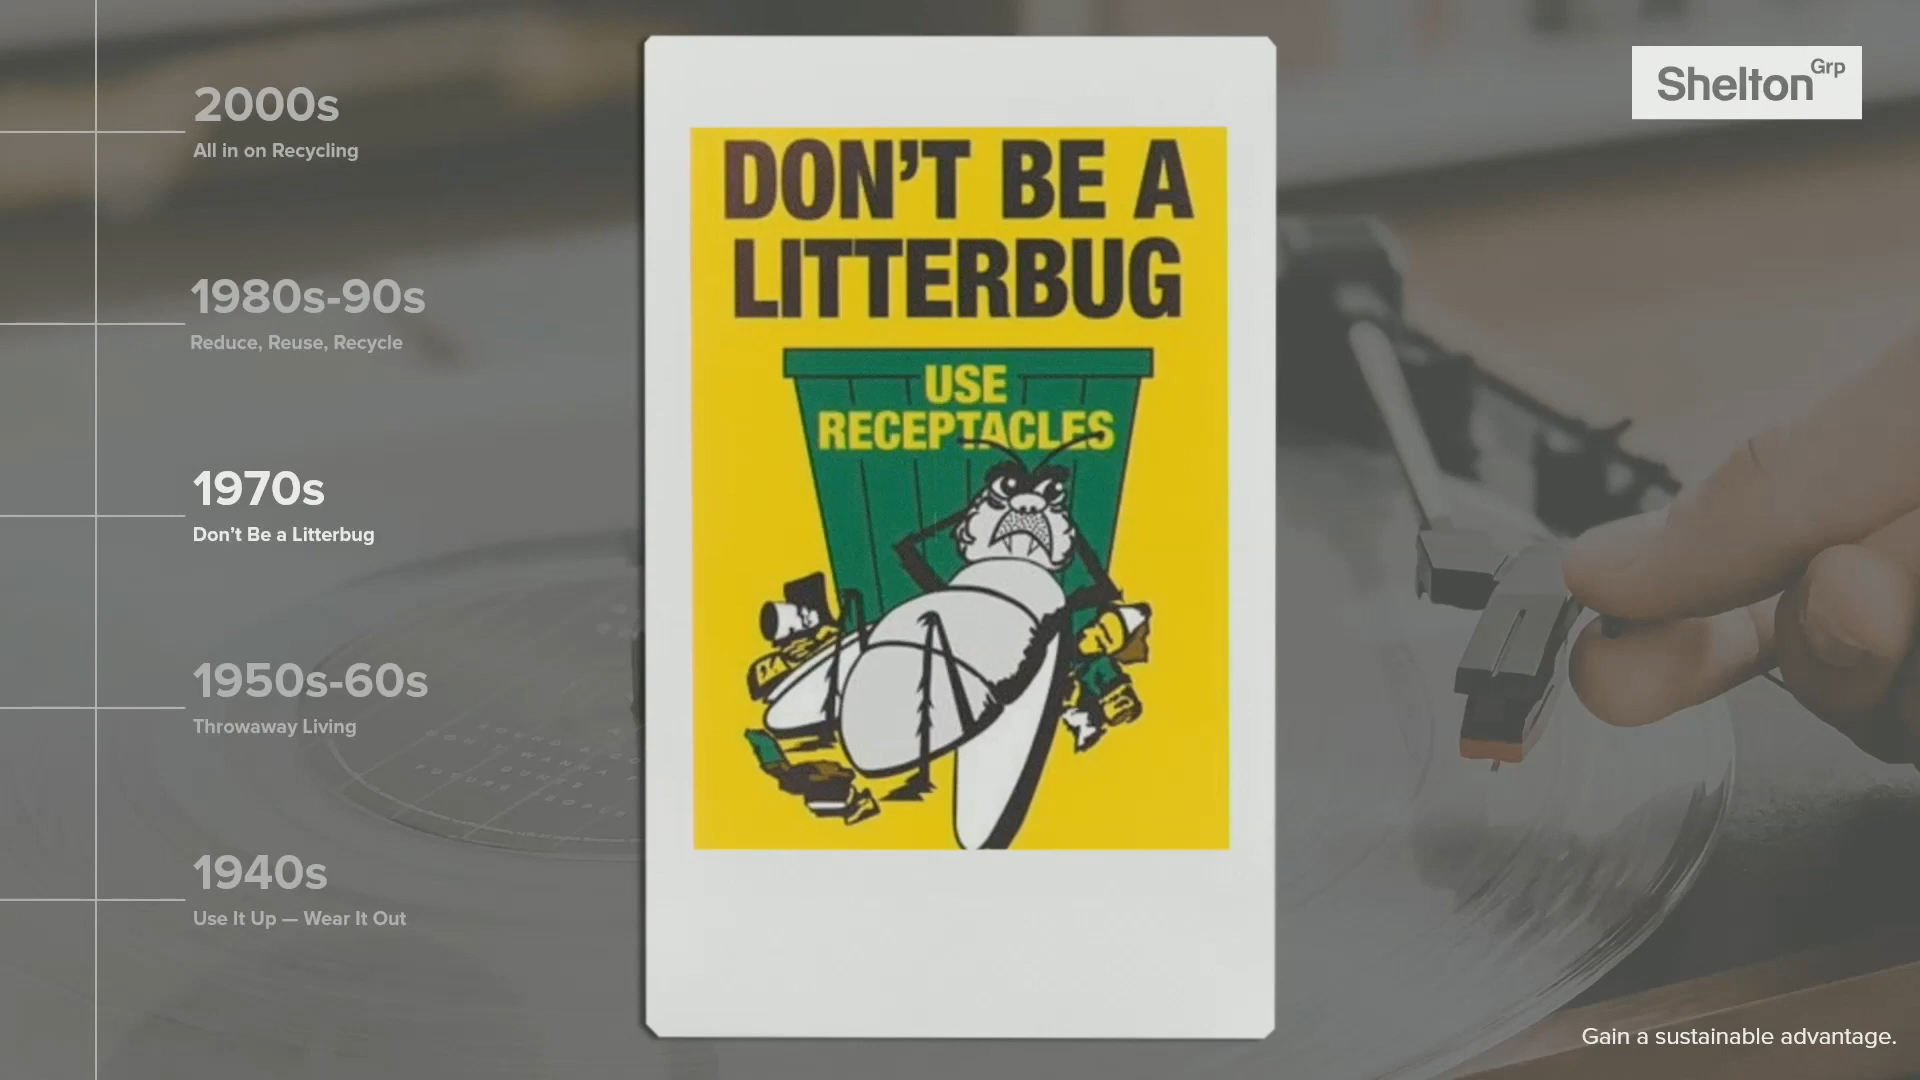 2000s
All in on Recycling
1980s-90s
Reduce, Reuse, Recycle
1970s
Don't Be a Litterbug
1950s-60s
Throwaway Living
1940s
Use It Up — Wear It Out
DON'T BE A
LITTERBUG
USE
RECEPTACLES
Shelton Grp
Gain a sustainable advantage.